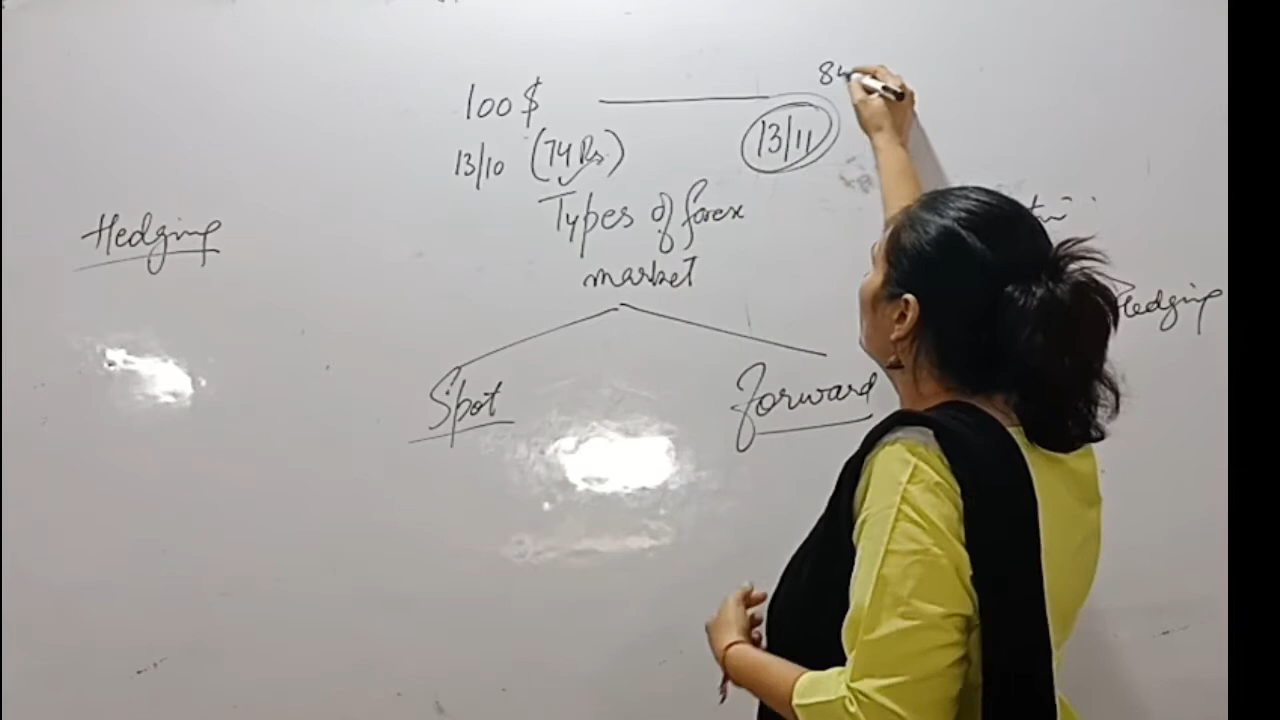 84
100 $
13/10 (74 Rs.)
13/11
Types of forex
market
Hedging
Hedging
Spot
Forward